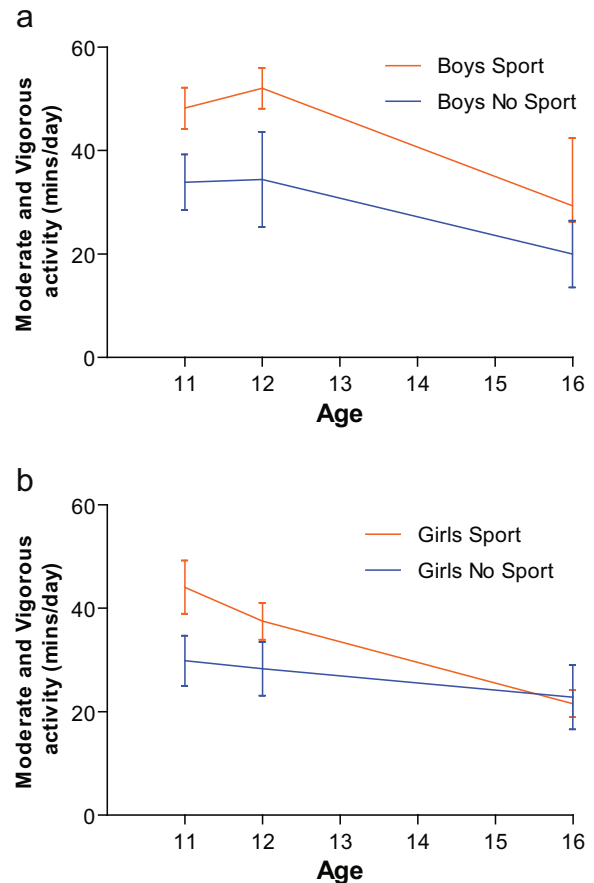 a
60
40
20
0
Moderate and Vigorous
activity (mins/day)
Boys Sport
Boys No Sport
11 12 13 14 15 16
Age
b
60
40
20
0
Moderate and Vigorous
activity (mins/day)
Girls Sport
Girls No Sport
11 12 13 14 15 16
Age